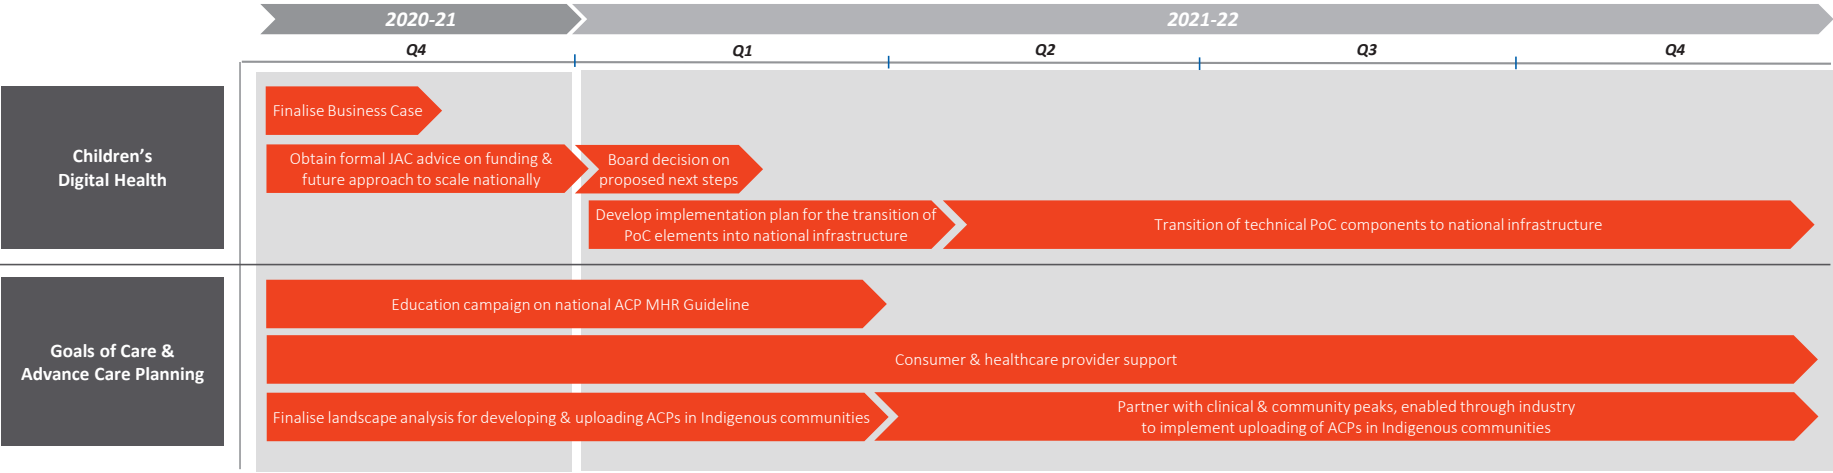 2020-21
2021-22
Q4
Q1
Q2
Q3
Q4
Children’s
Digital Health
Finalise Business Case
Obtain formal JAC advice on funding &
future approach to scale nationally
Board decision on
proposed next steps
Develop implementation plan for the transition of
PoC elements into national infrastructure
Transition of technical PoC components to national infrastructure
Goals of Care &
Advance Care Planning
Education campaign on national ACP MHR Guideline
Consumer & healthcare provider support
Finalise landscape analysis for developing & uploading ACPs in Indigenous communities
Partner with clinical & community peaks, enabled through industry
to implement uploading of ACPs in Indigenous communities